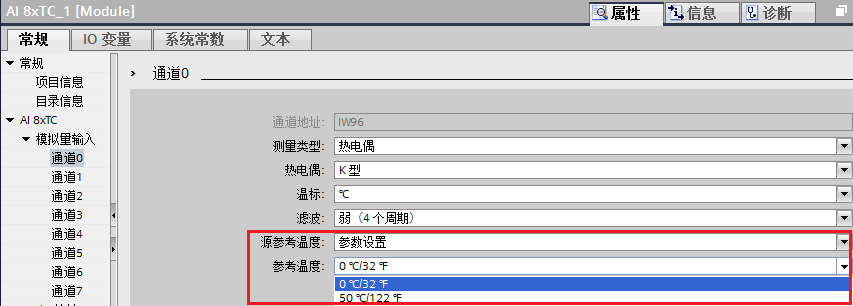 AI 8xTC_1 [Module]
属性
信息
诊断
常规
IO 变量
系统常数
文本
常规
项目信息
目录信息
AI 8xTC
模拟量输入
通道0
通道1
通道2
通道3
通道4
通道5
通道6
通道7
通道0
通道地址: IW96
测量类型: 热电偶
热电偶: K 型
温标: ℃
滤波: 弱（4 个周期）
源参考温度: 参数设置
参考温度: 0 ℃/32 ℉
0 ℃/32 ℉
50 ℃/122 ℉